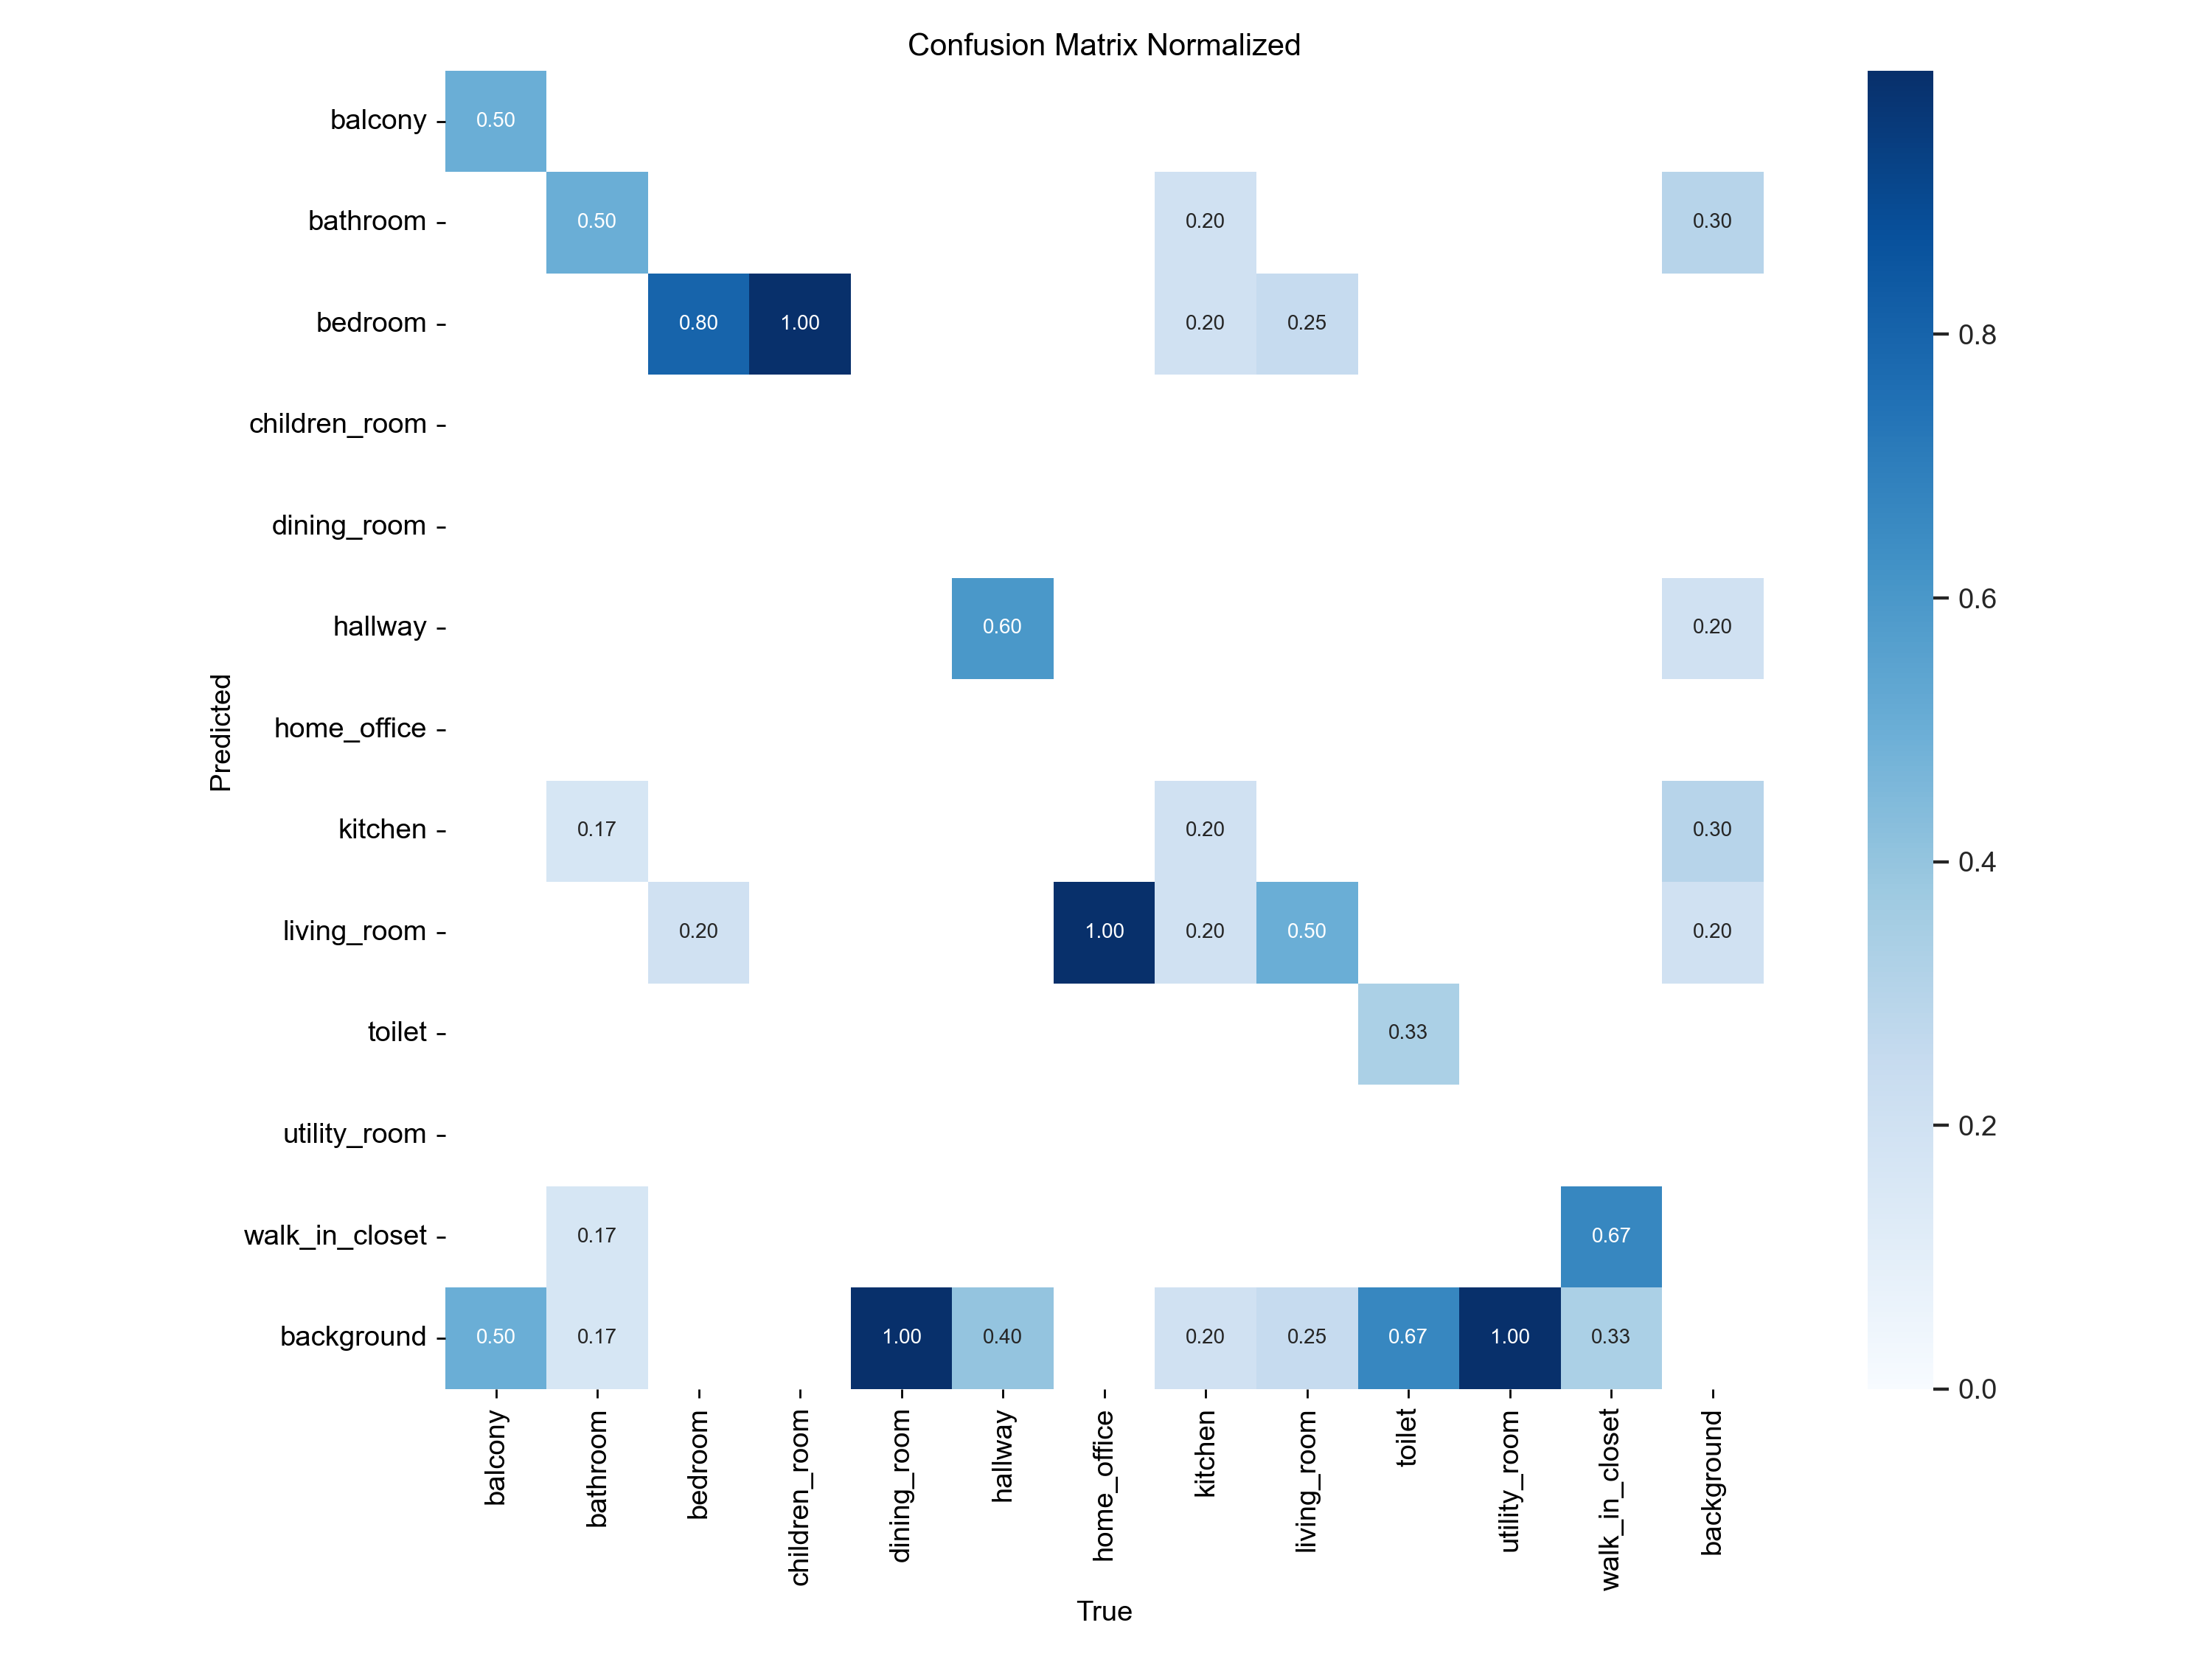 Confusion Matrix Normalized
balcony
0.50
bathroom
0.50 0.20 0.30
bedroom
0.80 1.00 0.20 0.25
children_room
dining_room
hallway
0.60 0.20
home_office
kitchen
0.17 0.20 0.30
living_room
0.20 1.00 0.20 0.50 0.20
toilet
0.33
utility_room
walk_in_closet
0.17 0.67
background
0.50 0.17 1.00 0.40 0.20 0.25 0.67 1.00 0.33
Predicted
balcony
bathroom
bedroom
children_room
dining_room
hallway
home_office
kitchen
living_room
toilet
utility_room
walk_in_closet
background
True
0.8
0.6
0.4
0.2
0.0